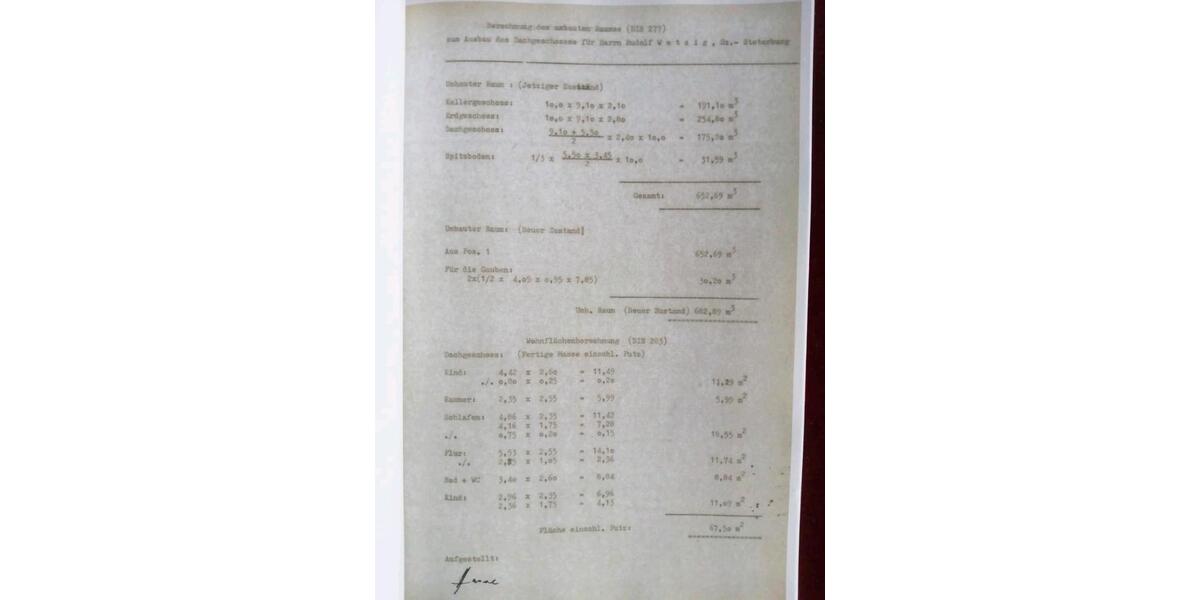 Berechnung des umbauten Raumes (DIN 277)
zum Ausbau des Dachgeschosses für Herrn Rudolf W e t z i g , Sz.- Steterburg
Umbauter Raum : (Jetziger Zustand)
Kellergeschoss: 1o,o x 9,1o x 2,1o = 191,1o m³
Erdgeschoss: 1o,o x 9,1o x 2,8o = 254,8o m³
Dachgeschoss: 9,1o + 5,5o / 2 x 2,4o x 1o,o = 175,2o m³
Spitzboden: 1/3 x 5,5o x 3,45 / 2 x 1o,o = 31,59 m³
Gesamt: 652,69 m³
Umbauter Raum: (Neuer Zustand)
Aus Pos. 1 652,69 m³
Für die Gauben:
2x(1/2 x 4,o5 x o,95 x 7,85) 3o,2o m³
Umb. Raum (Neuer Zustand) 682,89 m³
Wohnflächenberechnung (DIN 283)
Dachgeschoss: (Fertige Masse einschl. Putz)
Kind: 4,42 x 2,6o = 11,49
./. o,8o x o,25 = o,2o 11,29 m²
Kammer: 2,35 x 2,55 = 5,99 5,99 m²
Schlafen: 4,86 x 2,35 = 11,42
4,16 x 1,75 = 7,28
./. o,75 x o,2o = o,15 18,55 m²
Flur: 5,53 x 2,55 = 14,1o
./. 2,25 x 1,o5 = 2,36 11,74 m²
Bad + WC 3,4o x 2,6o = 8,84 8,84 m²
Kind: 2,96 x 2,35 = 6,96
2,36 x 1,75 = 4,13 11,o9 m²
Fläche einschl. Putz: 67,5o m²
Aufgestellt: